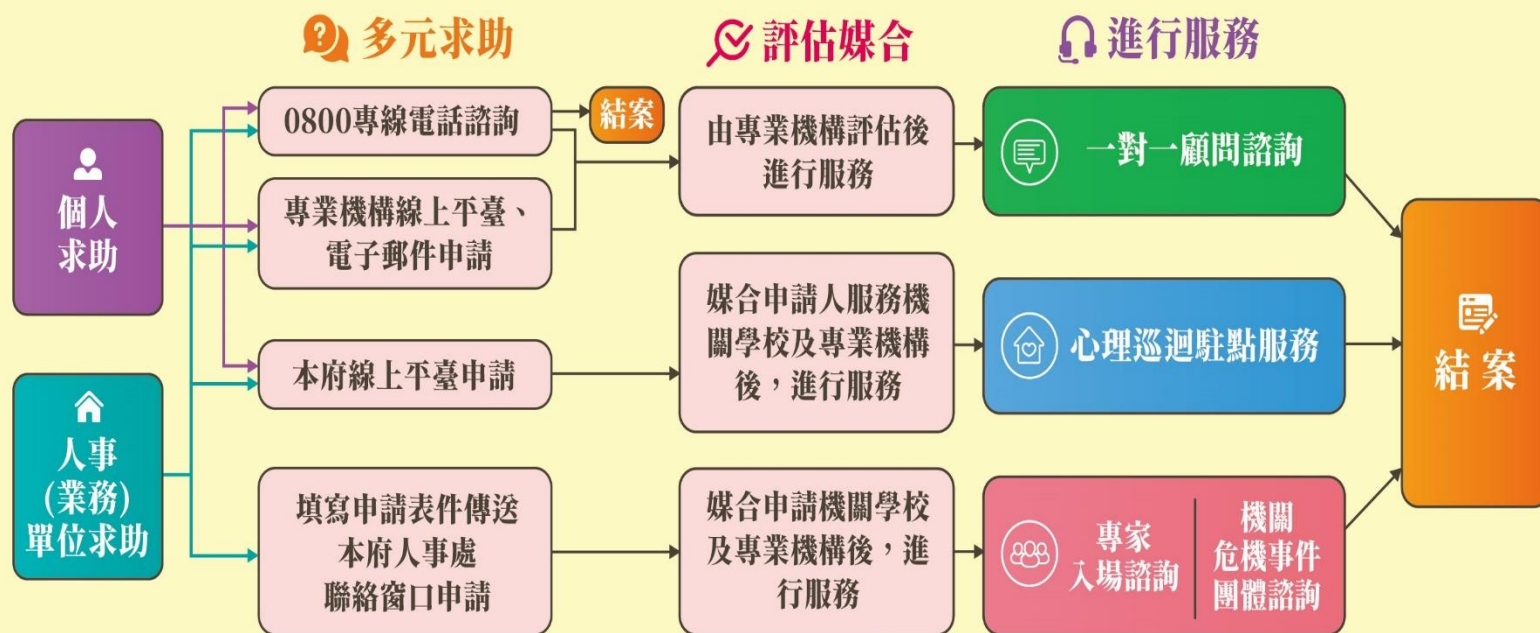 多元求助
評估媒合
進行服務
個人
求助
人事
(業務)
單位求助
0800專線電話諮詢
結案
專業機構線上平臺、
電子郵件申請
本府線上平臺申請
填寫申請表件傳送
本府人事處
聯絡窗口申請
由專業機構評估後
進行服務
媒合申請人服務機
關學校及專業機構
後，進行服務
媒合申請機關學校
及專業機構後，進
行服務
一對一顧問諮詢
心理巡迴駐點服務
專家
入場諮詢
機關
危機事件
團體諮詢
結案